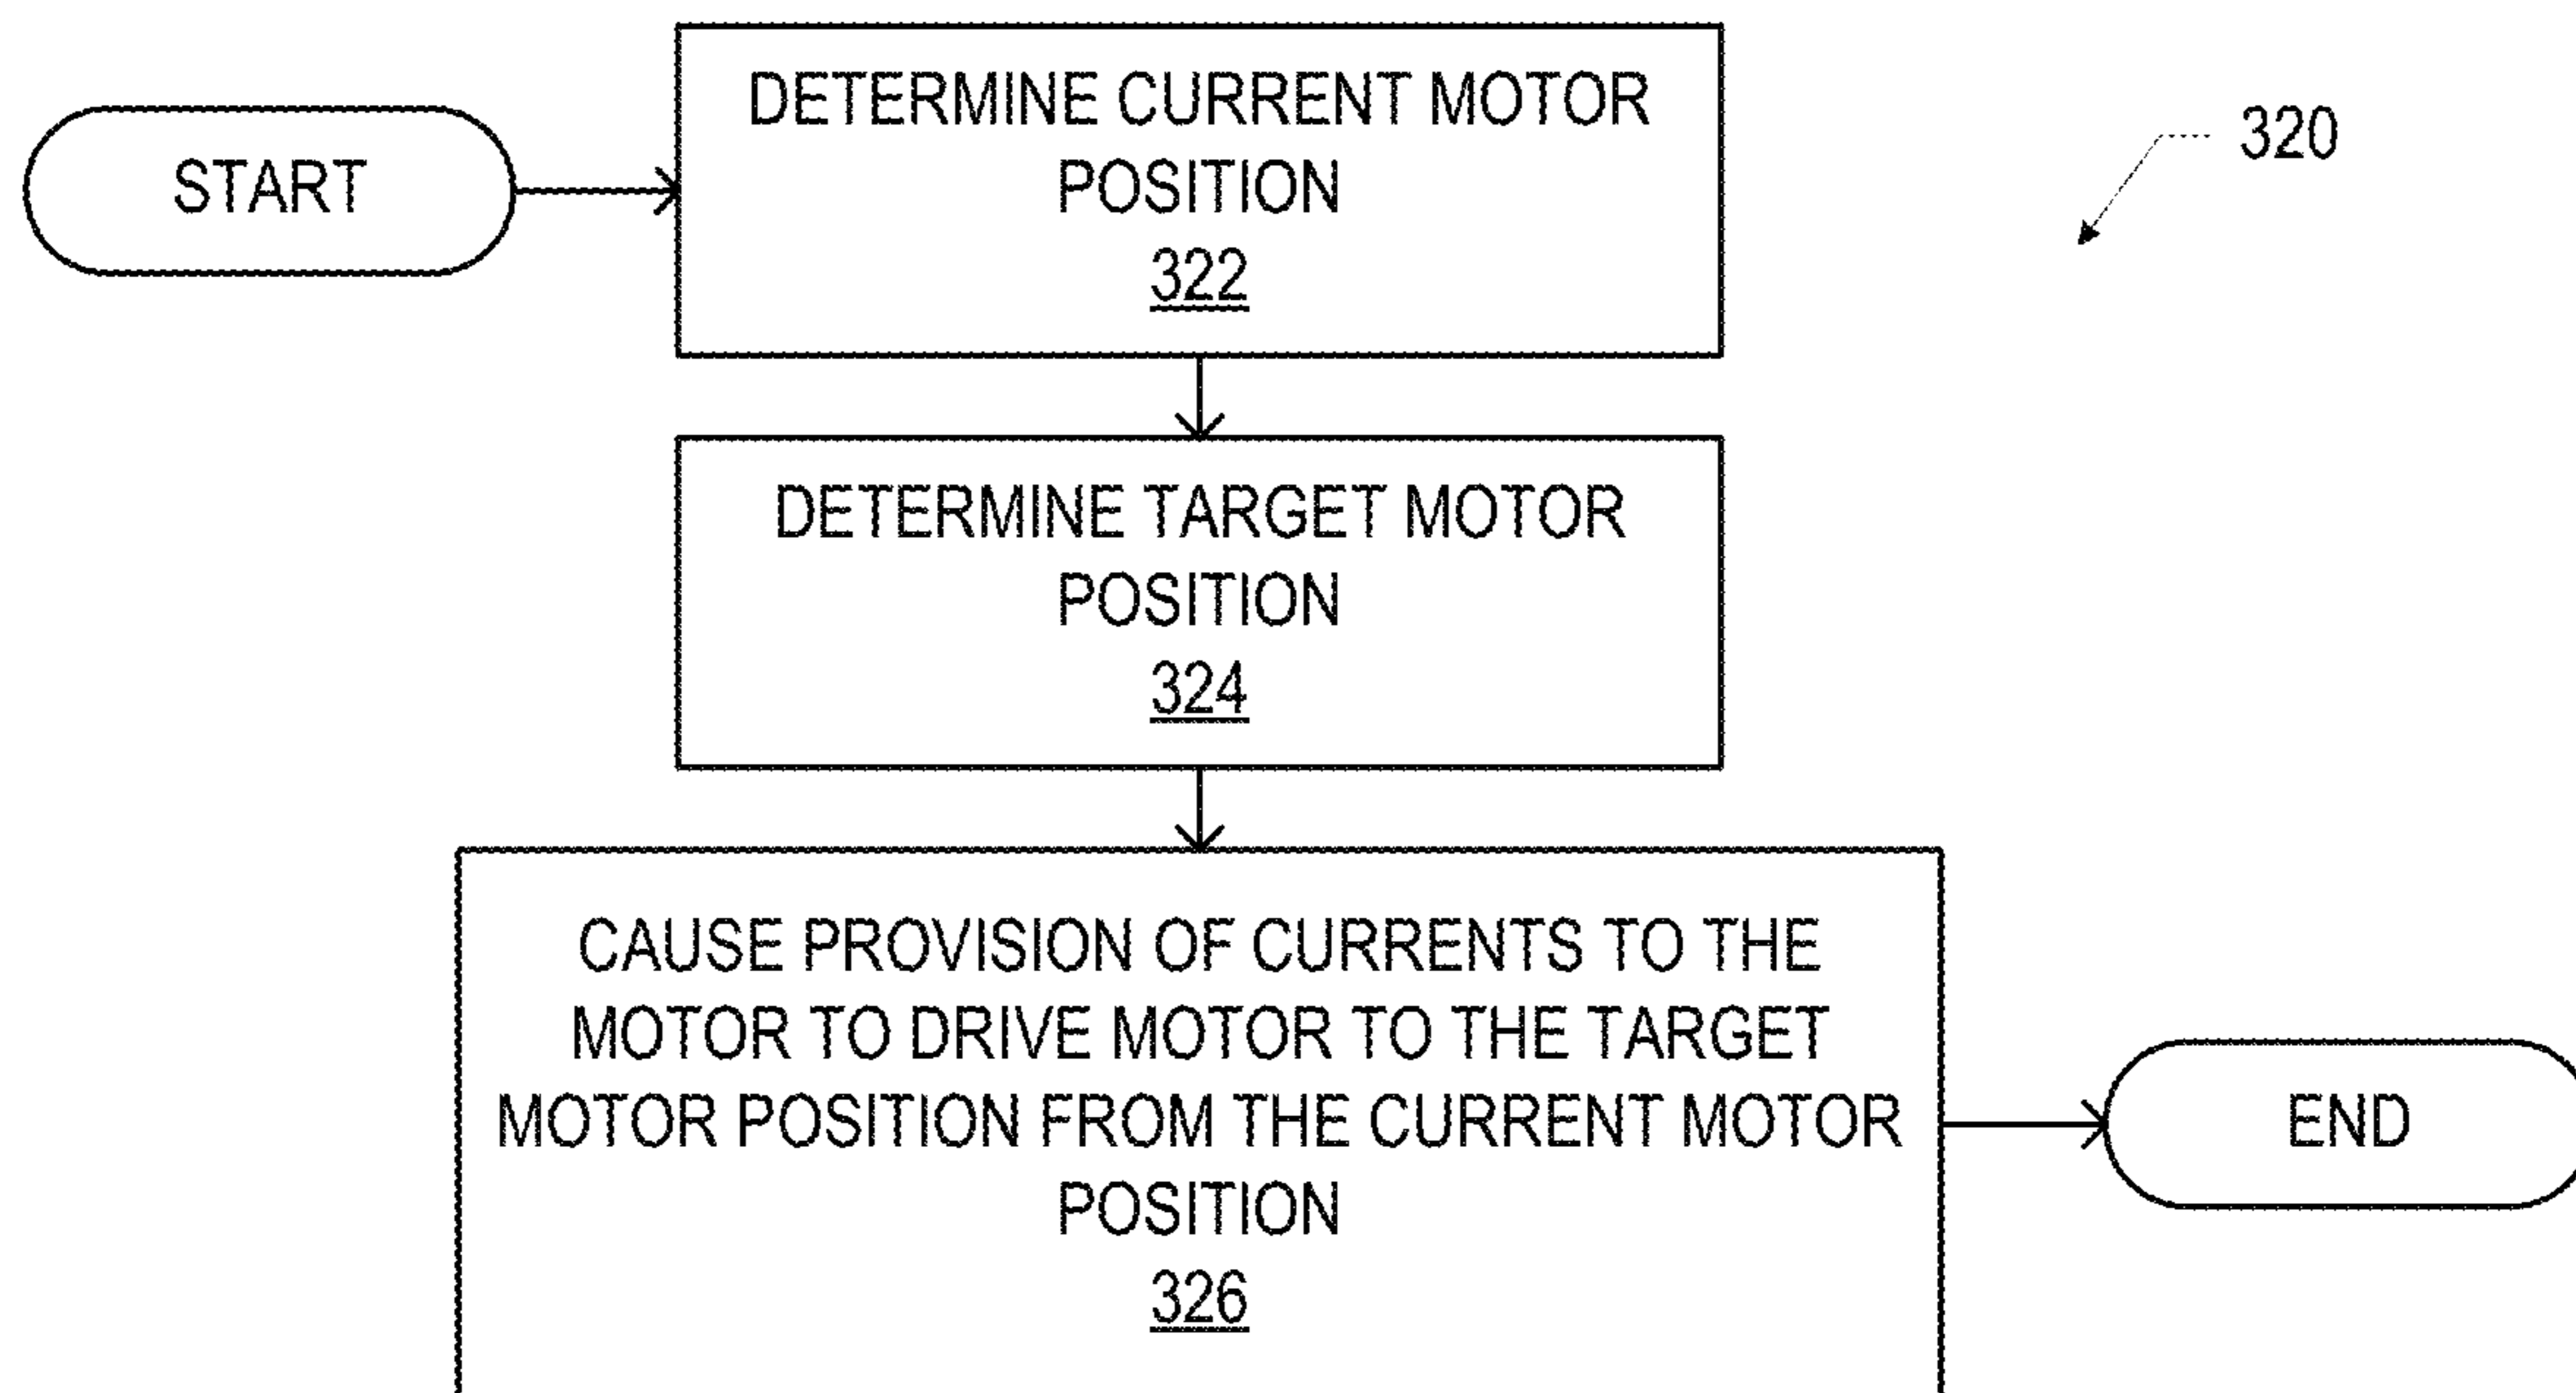 START
DETERMINE CURRENT MOTOR
POSITION
322
320
DETERMINE TARGET MOTOR
POSITION
324
CAUSE PROVISION OF CURRENTS TO THE
MOTOR TO DRIVE MOTOR TO THE TARGET
MOTOR POSITION FROM THE CURRENT MOTOR
POSITION
326
END